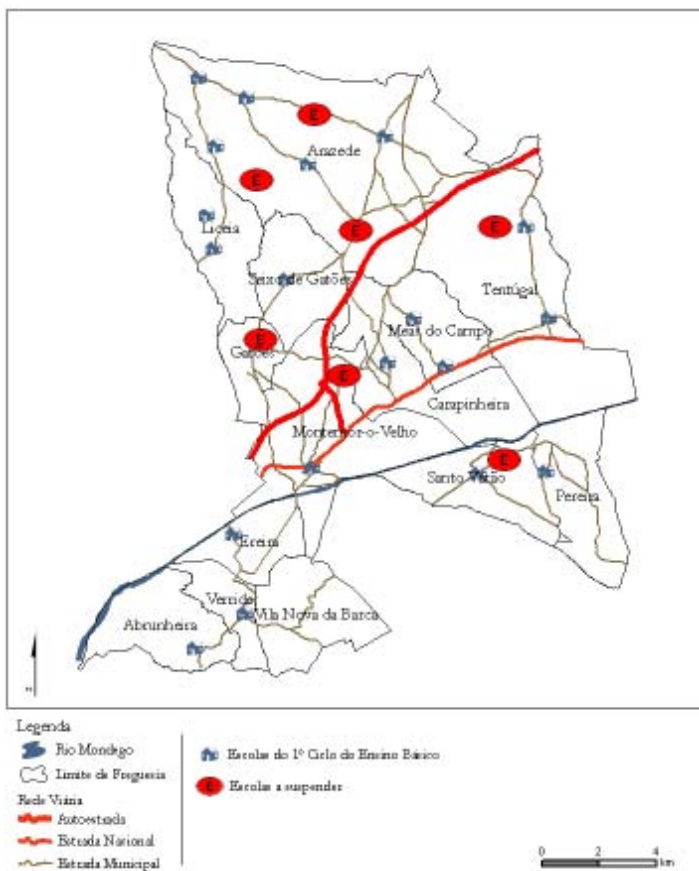 E
Arazede
E
Liceia
E
E
Seixo de Gatões
Tentúgal
Meãs do Campo
E
Gatões
E
Carapinheira
Montemor-o-Velho
E
Santo Varão
Pereira
Ereira
Verride
Vila Nova da Barca
Abrunheira
Legenda
Rio Mondego
Limite de Freguesia
Rede Viária
Autoestrada
Estrada Nacional
Estrada Municipal
Escolas do 1º Ciclo do Ensino Básico
E Escolas a suspender
0 2 4
km